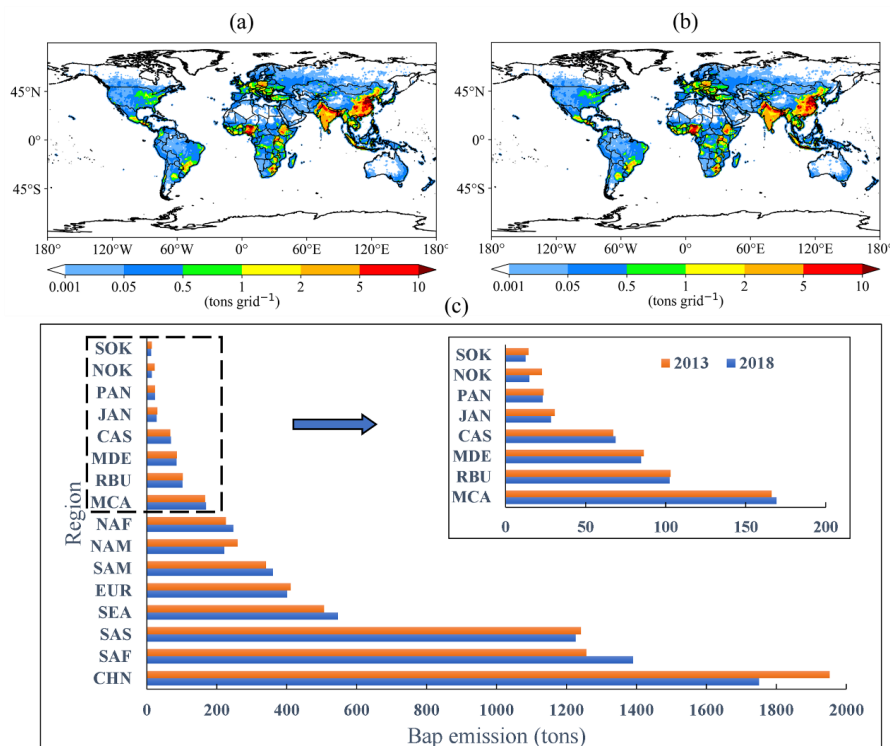 (a) (b)
45°N 45°N
0° 0°
45°S 45°S
180° 120°W 60°W 0° 60°E 120°E 180° 180° 120°W 60°W 0° 60°E 120°E 180°
0.001 0.05 0.5 1 2 5 10 0.001 0.05 0.5 1 2 5 10
(tons grid⁻¹) (tons grid⁻¹)
(c)
Region
SOK
NOK
PAN
JAN
CAS
MDE
RBU
MCA
NAF
NAM
SAM
EUR
SEA
SAS
SAF
CHN
0 200 400 600 800 1000 1200 1400 1600 1800 2000
Bap emission (tons)
2013 2018
SOK
NOK
PAN
JAN
CAS
MDE
RBU
MCA
0 50 100 150 200